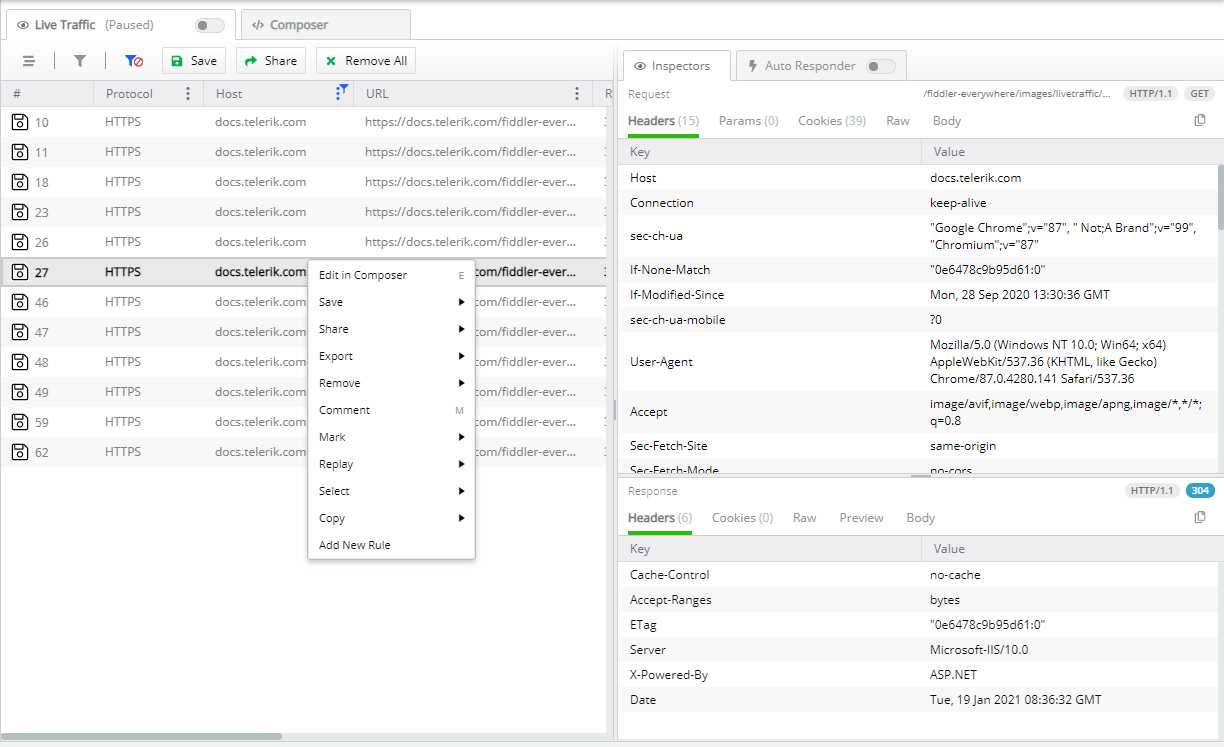 Live Traffic (Paused)
Composer
Save
Share
Remove All
# Protocol Host URL R
10 HTTPS docs.telerik.com https://docs.telerik.com/fiddler-ever...
11 HTTPS docs.telerik.com https://docs.telerik.com/fiddler-ever...
18 HTTPS docs.telerik.com https://docs.telerik.com/fiddler-ever...
23 HTTPS docs.telerik.com https://docs.telerik.com/fiddler-ever...
26 HTTPS docs.telerik.com https://docs.telerik.com/fiddler-ever...
27 HTTPS docs.telerik.com .com/fiddler-ever...
46 HTTPS docs.telerik.com com/fiddler-ever...
47 HTTPS docs.telerik.com com/fiddler-ever...
48 HTTPS docs.telerik.com com/fiddler-ever...
49 HTTPS docs.telerik.com com/fiddler-ever...
59 HTTPS docs.telerik.com com/fiddler-ever...
62 HTTPS docs.telerik.com com/fiddler-ever...
Edit in Composer E
Save
Share
Export
Remove
Comment M
Mark
Replay
Select
Copy
Add New Rule
Inspectors
Auto Responder
Request /fiddler-everywhere/images/livetraffic/... HTTP/1.1 GET
Headers (15) Params (0) Cookies (39) Raw Body
Key Value
Host docs.telerik.com
Connection keep-alive
sec-ch-ua "Google Chrome";v="87", " Not;A Brand";v="99",
"Chromium";v="87"
If-None-Match "0e6478c9b95d61:0"
If-Modified-Since Mon, 28 Sep 2020 13:30:36 GMT
sec-ch-ua-mobile ?0
User-Agent Mozilla/5.0 (Windows NT 10.0; Win64; x64)
AppleWebKit/537.36 (KHTML, like Gecko)
Chrome/87.0.4280.141 Safari/537.36
Accept image/avif,image/webp,image/apng,image/*,*/*;
q=0.8
Sec-Fetch-Site same-origin
Sec-Fetch-Mode no-cors
Response HTTP/1.1 304
Headers (6) Cookies (0) Raw Preview Body
Key Value
Cache-Control no-cache
Accept-Ranges bytes
ETag "0e6478c9b95d61:0"
Server Microsoft-IIS/10.0
X-Powered-By ASP.NET
Date Tue, 19 Jan 2021 08:36:32 GMT